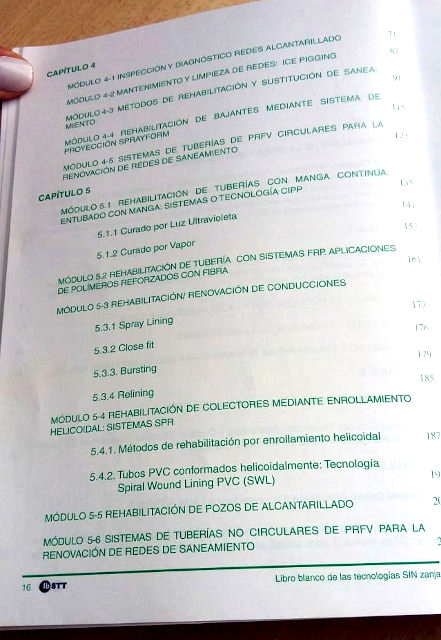 CAPÍTULO 4
MÓDULO 4-1 INSPECCIÓN Y DIAGNÓSTICO REDES ALCANTARILLADO 71
MÓDULO 4-2 MANTENIMIENTO Y LIMPIEZA DE REDES: ICE PIGGING 82
MÓDULO 4-3 MÉTODOS DE REHABILITACIÓN Y SUSTITUCIÓN DE SANEA-
MIENTO 91
MÓDULO 4-4 REHABILITACIÓN DE BAJANTES MEDIANTE SISTEMA DE
PROYECCIÓN SPRAYFORM
MÓDULO 4-5 SISTEMAS DE TUBERÍAS DE PRFV CIRCULARES PARA LA
RENOVACIÓN DE REDES DE SANEAMIENTO
CAPÍTULO 5
MÓDULO 5.1 REHABILITACIÓN DE TUBERÍAS CON MANGA CONTINUA.
ENTUBADO CON MANGA: SISTEMAS O TECNOLOGÍA CIPP
5.1.1 Curado por Luz Ultravioleta
5.1.2 Curado por Vapor
MÓDULO 5.2 REHABILITACIÓN DE TUBERÍA CON SISTEMAS FRP. APLICACIONES
DE POLÍMEROS REFORZADOS CON FIBRA
MÓDULO 5-3 REHABILITACIÓN/ RENOVACIÓN DE CONDUCCIONES
5.3.1 Spray Lining 173
5.3.2 Close fit 176
5.3.3. Bursting 179
5.3.4 Relining 185
MÓDULO 5-4 REHABILITACIÓN DE COLECTORES MEDIANTE ENROLLAMIENTO
HELICOIDAL: SISTEMAS SPR
5.4.1. Métodos de rehabilitación por enrollamiento helicoidal 187
5.4.2. Tubos PVC conformados helicoidalmente: Tecnología
Spiral Wound Lining PVC (SWL)
MÓDULO 5-5 REHABILITACIÓN DE POZOS DE ALCANTARILLADO
MÓDULO 5-6 SISTEMAS DE TUBERÍAS NO CIRCULARES DE PRFV PARA LA
RENOVACIÓN DE REDES DE SANEAMIENTO
16 IbSTT Libro blanco de las tecnologías SIN zanja